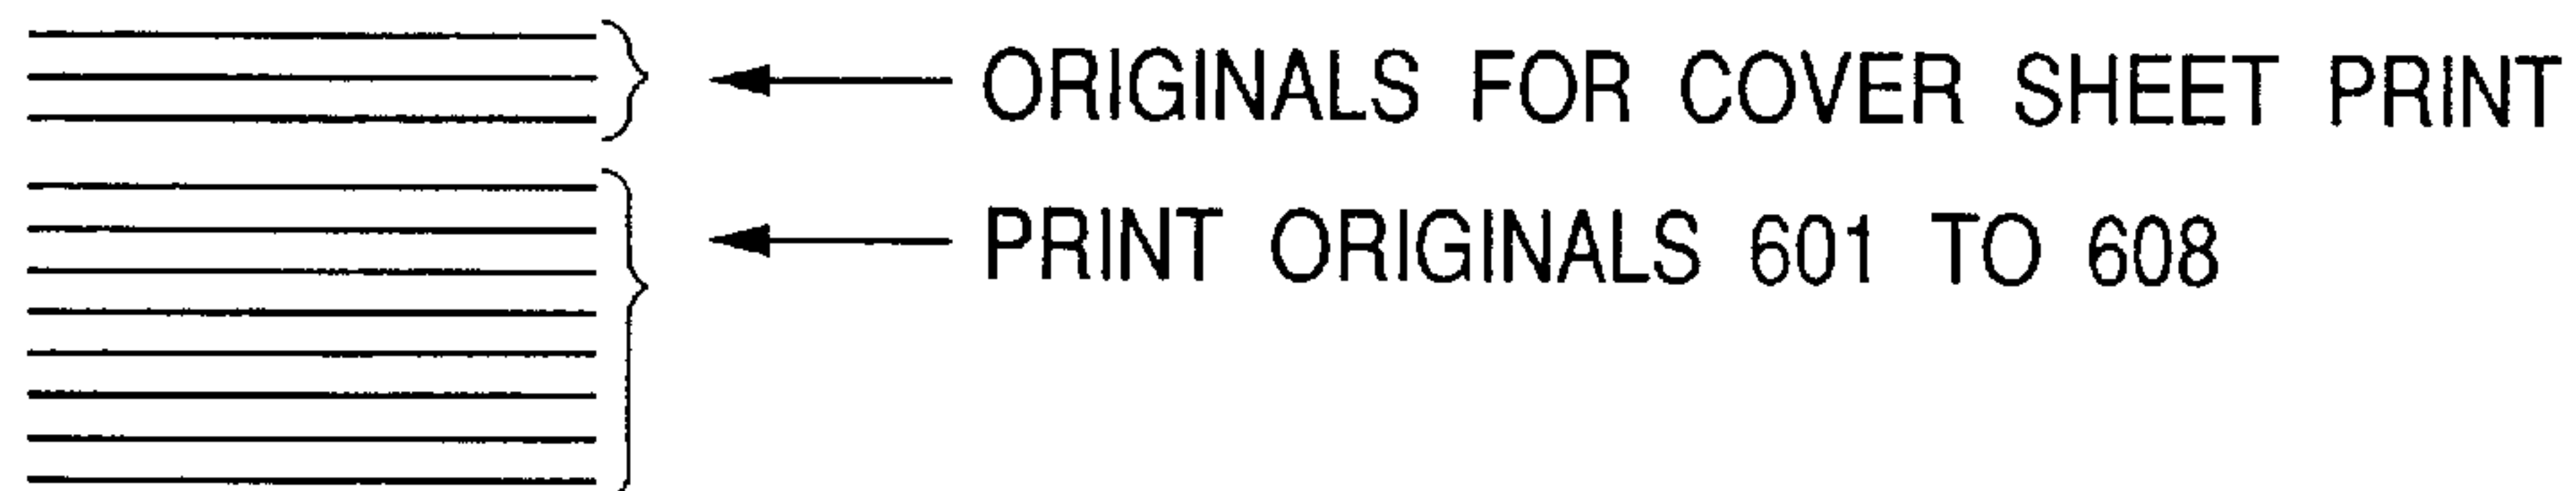 ORIGINALS FOR COVER SHEET PRINT
PRINT ORIGINALS 601 TO 608